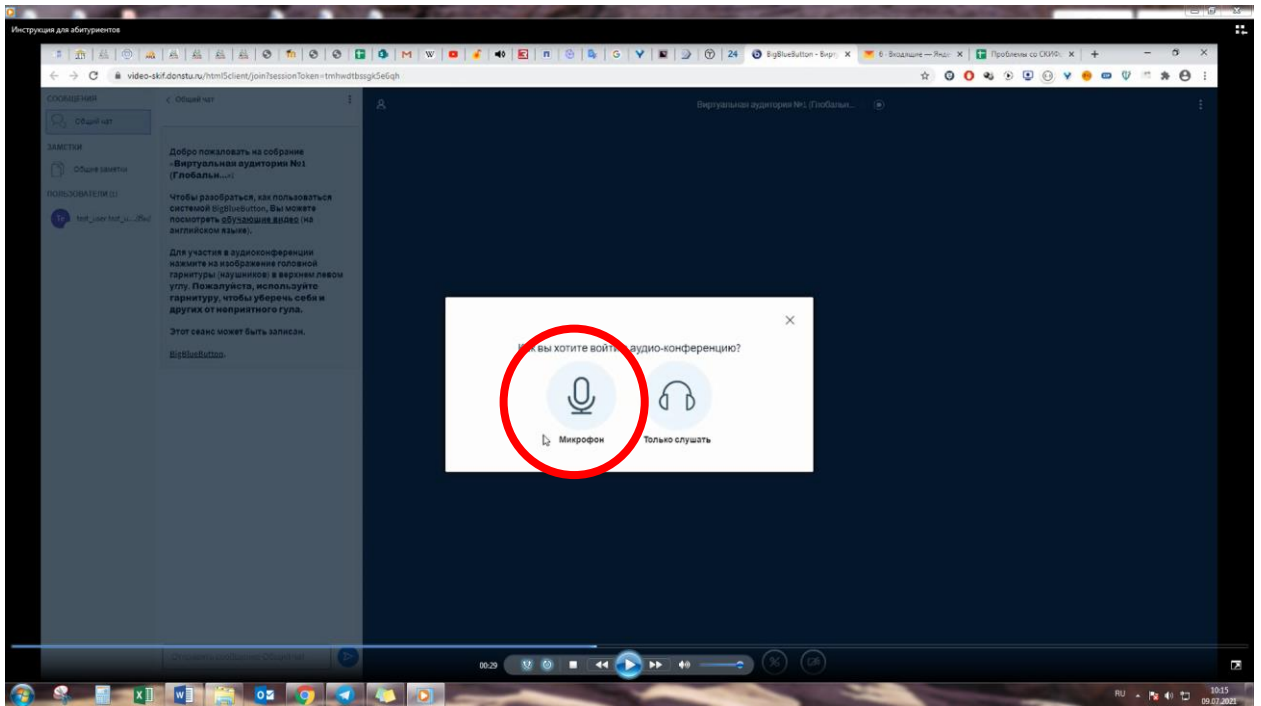 Инструкция для абитуриентов
24
BigBlueButton - Вирт
6 · Входящие — Янде
Проблемы со СКИФ
video-skif.donstu.ru/html5client/join?sessionToken=tmhwdtbssgk5e6qh
СООБЩЕНИЯ
Общий чат
ЗАМЕТКИ
Общие заметки
ПОЛЬЗОВАТЕЛИ (1)
Общий чат
Добро пожаловать на собрание
«Виртуальная аудитория №1
(Глобальн...»!
Чтобы разобраться, как пользоваться
системой BigBlueButton, Вы можете
посмотреть обучающие видео (на
английском языке).
Для участия в аудиоконференции
нажмите на изображение головной
гарнитуры (наушников) в верхнем левом
углу. Пожалуйста, используйте
гарнитуру, чтобы уберечь себя и
других от неприятного гула.
Этот сеанс может быть записан.
BigBlueButton.
Виртуальная аудитория №1 (Глобальн...
вы хотите войти аудио-конференцию?
Микрофон
Только слушать
00:29
RU
10:15
09.07.2021